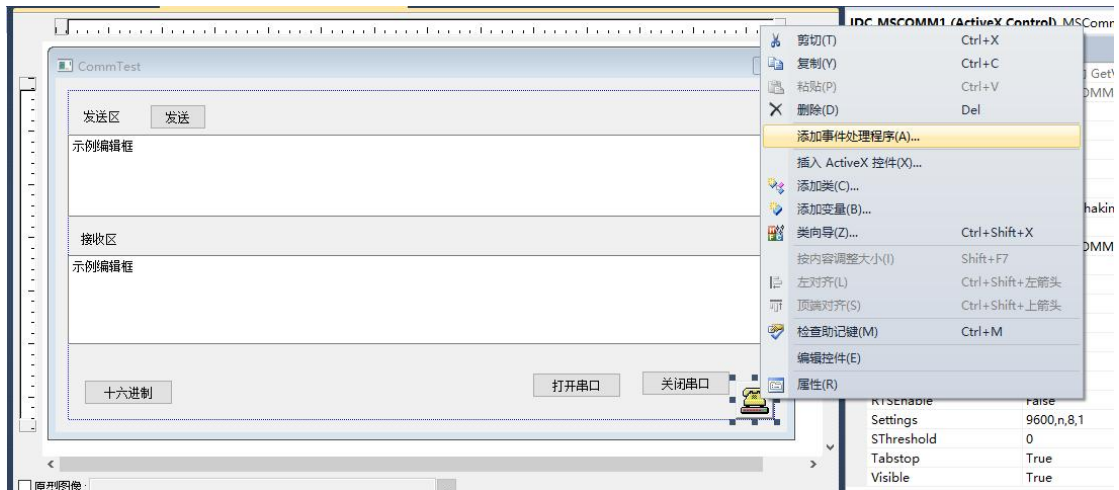 CommTest
发送区 发送
示例编辑框
接收区
示例编辑框
十六进制 打开串口 关闭串口
原型图像:
剪切(T) Ctrl+X
复制(Y) Ctrl+C
粘贴(P) Ctrl+V
删除(D) Del
添加事件处理程序(A)...
插入 ActiveX 控件(X)...
添加类(C)...
添加变量(B)...
类向导(Z)... Ctrl+Shift+X
按内容调整大小(I) Shift+F7
左对齐(L) Ctrl+Shift+左箭头
顶端对齐(S) Ctrl+Shift+上箭头
检查助记键(M) Ctrl+M
编辑控件(E)
属性(R)
IDC_MSCOMM1 (ActiveX Control) MSComm
RTSEnable False
Settings 9600,n,8,1
SThreshold 0
Tabstop True
Visible True